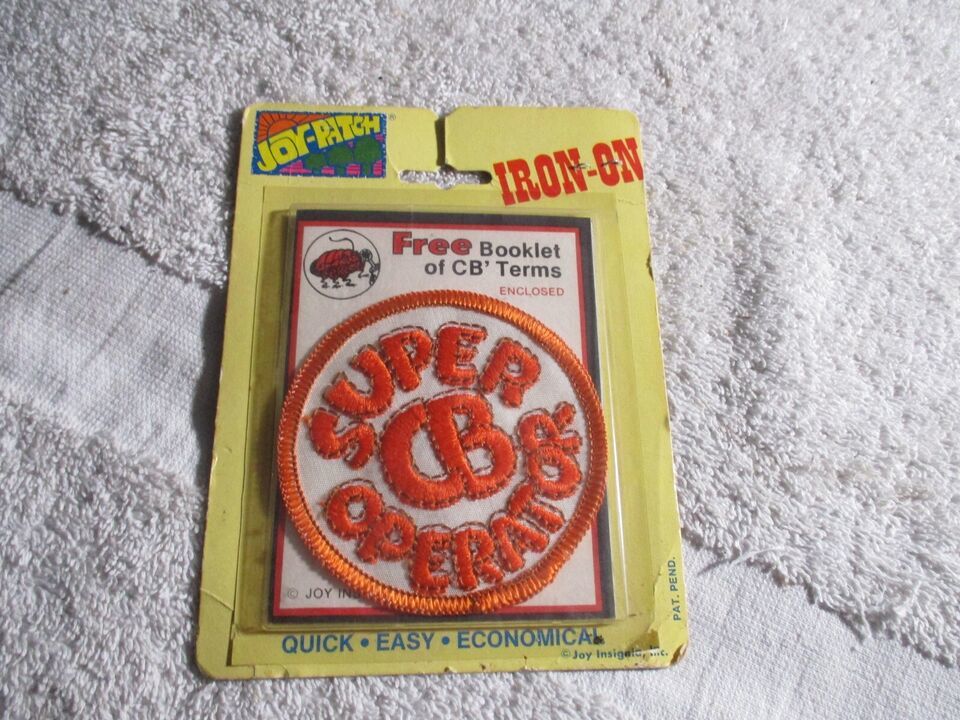 JOY-PATCH®
IRON-ON
Free Booklet
of CB' Terms
ENCLOSED
SUPER
CB
OPERATOR
© JOY
QUICK • EASY • ECONOMICAL
© Joy Insignia, Inc.
PAT. PEND.